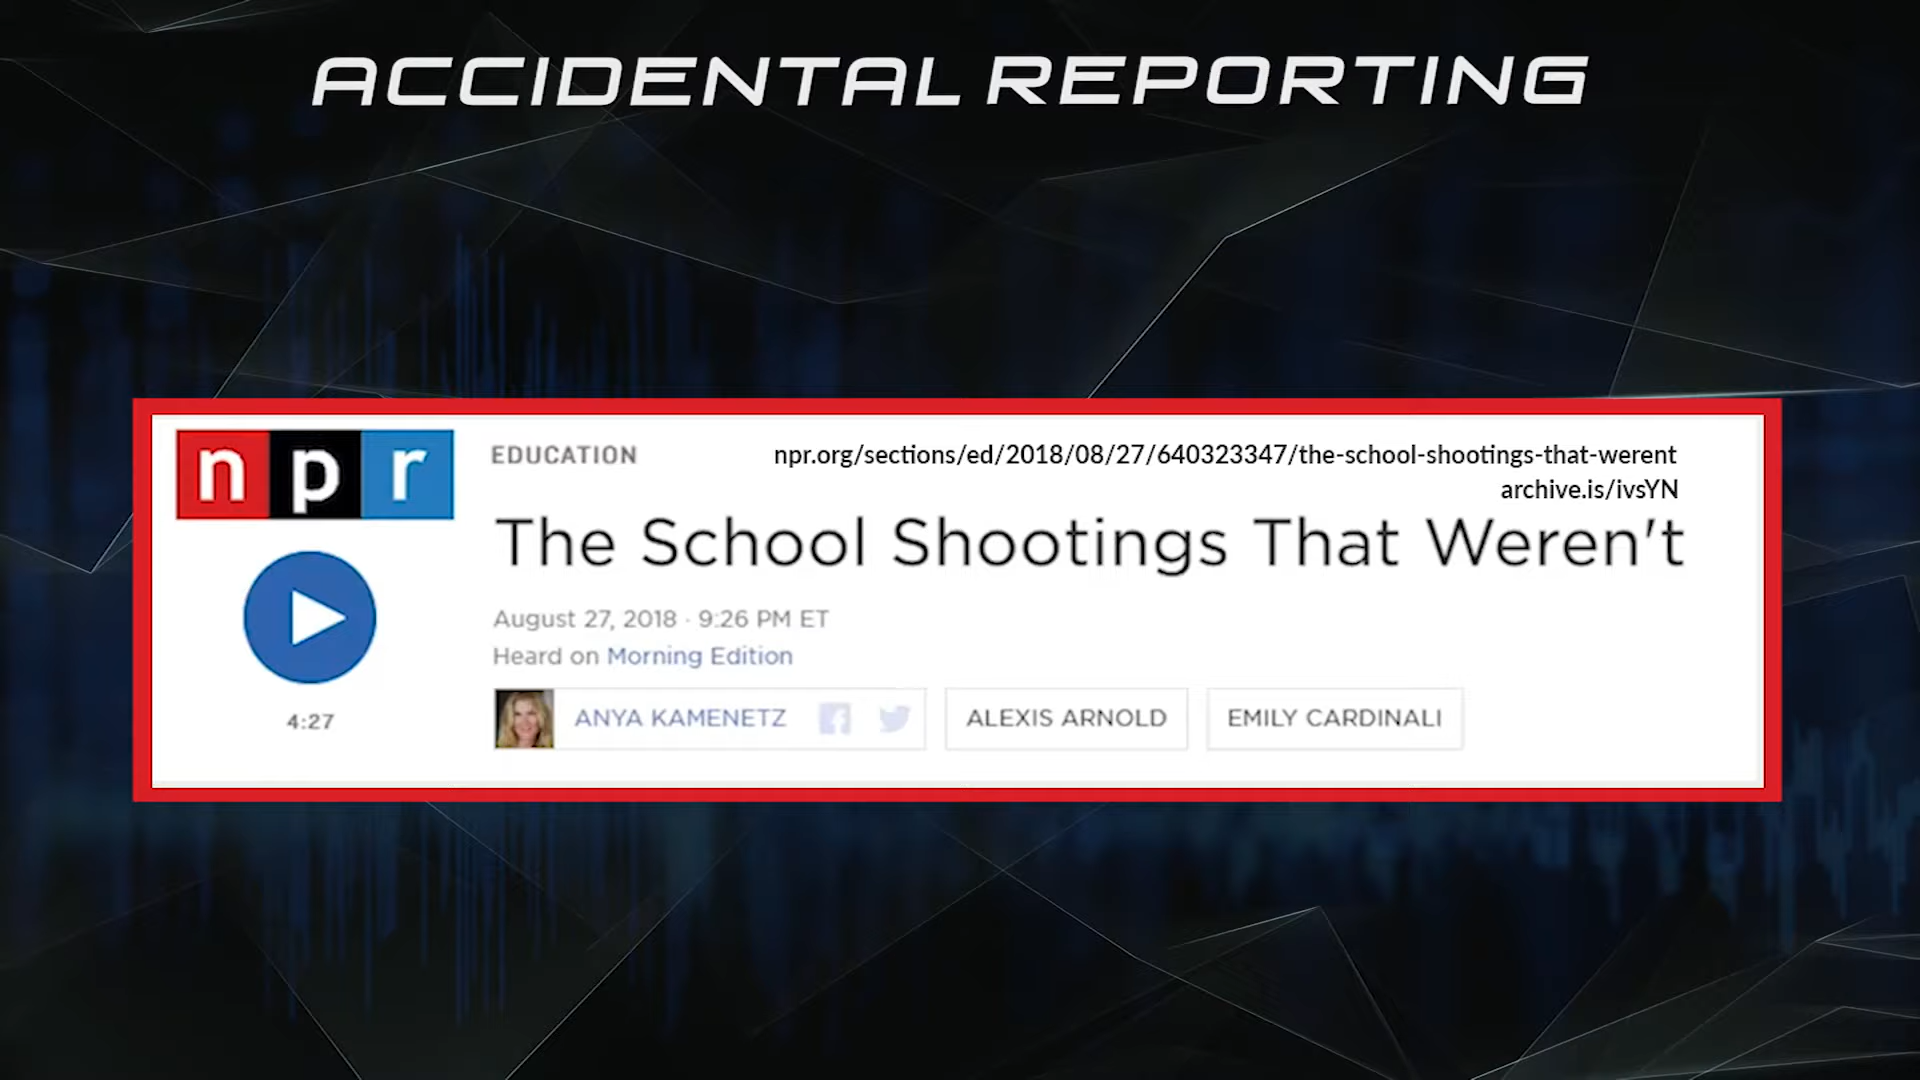 ACCIDENTAL REPORTING
npr
EDUCATION
npr.org/sections/ed/2018/08/27/640323347/the-school-shootings-that-werent
archive.is/ivsYN
The School Shootings That Weren't
August 27, 2018 · 9:26 PM ET
Heard on Morning Edition
4:27
ANYA KAMENETZ
ALEXIS ARNOLD
EMILY CARDINALI